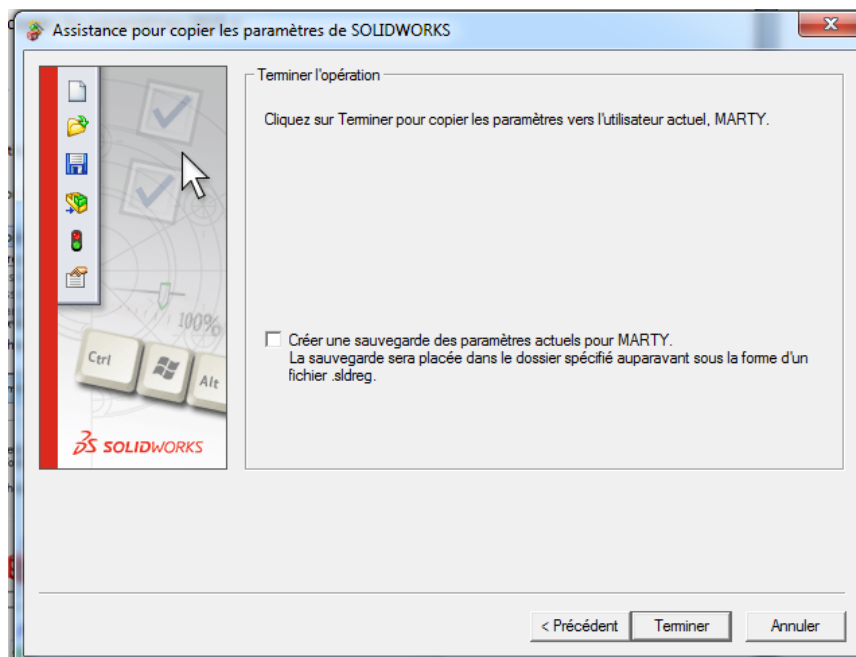 Assistance pour copier les paramètres de SOLIDWORKS
Terminer l'opération
Cliquez sur Terminer pour copier les paramètres vers l'utilisateur actuel, MARTY.
100%
Ctrl
Alt
SOLIDWORKS
Créer une sauvegarde des paramètres actuels pour MARTY.
La sauvegarde sera placée dans le dossier spécifié auparavant sous la forme d'un
fichier .sldreg.
< Précédent
Terminer
Annuler